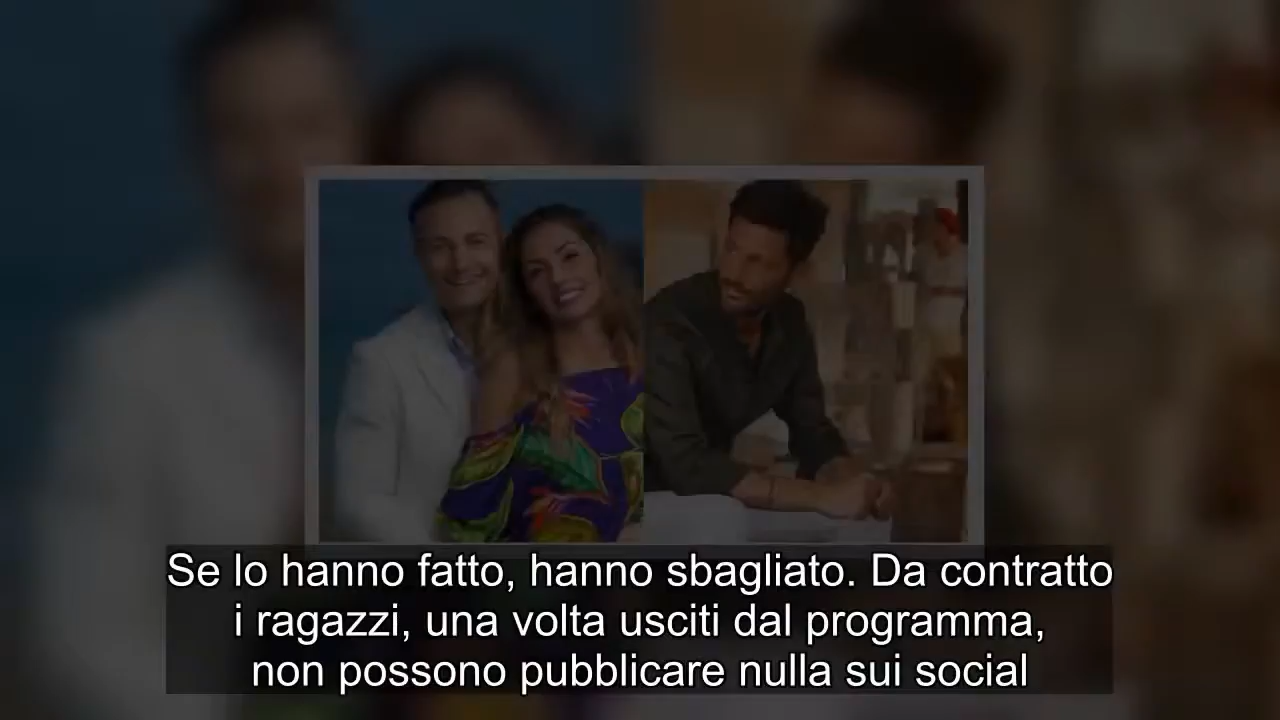 Se lo hanno fatto, hanno sbagliato. Da contratto
i ragazzi, una volta usciti dal programma,
non possono pubblicare nulla sui social